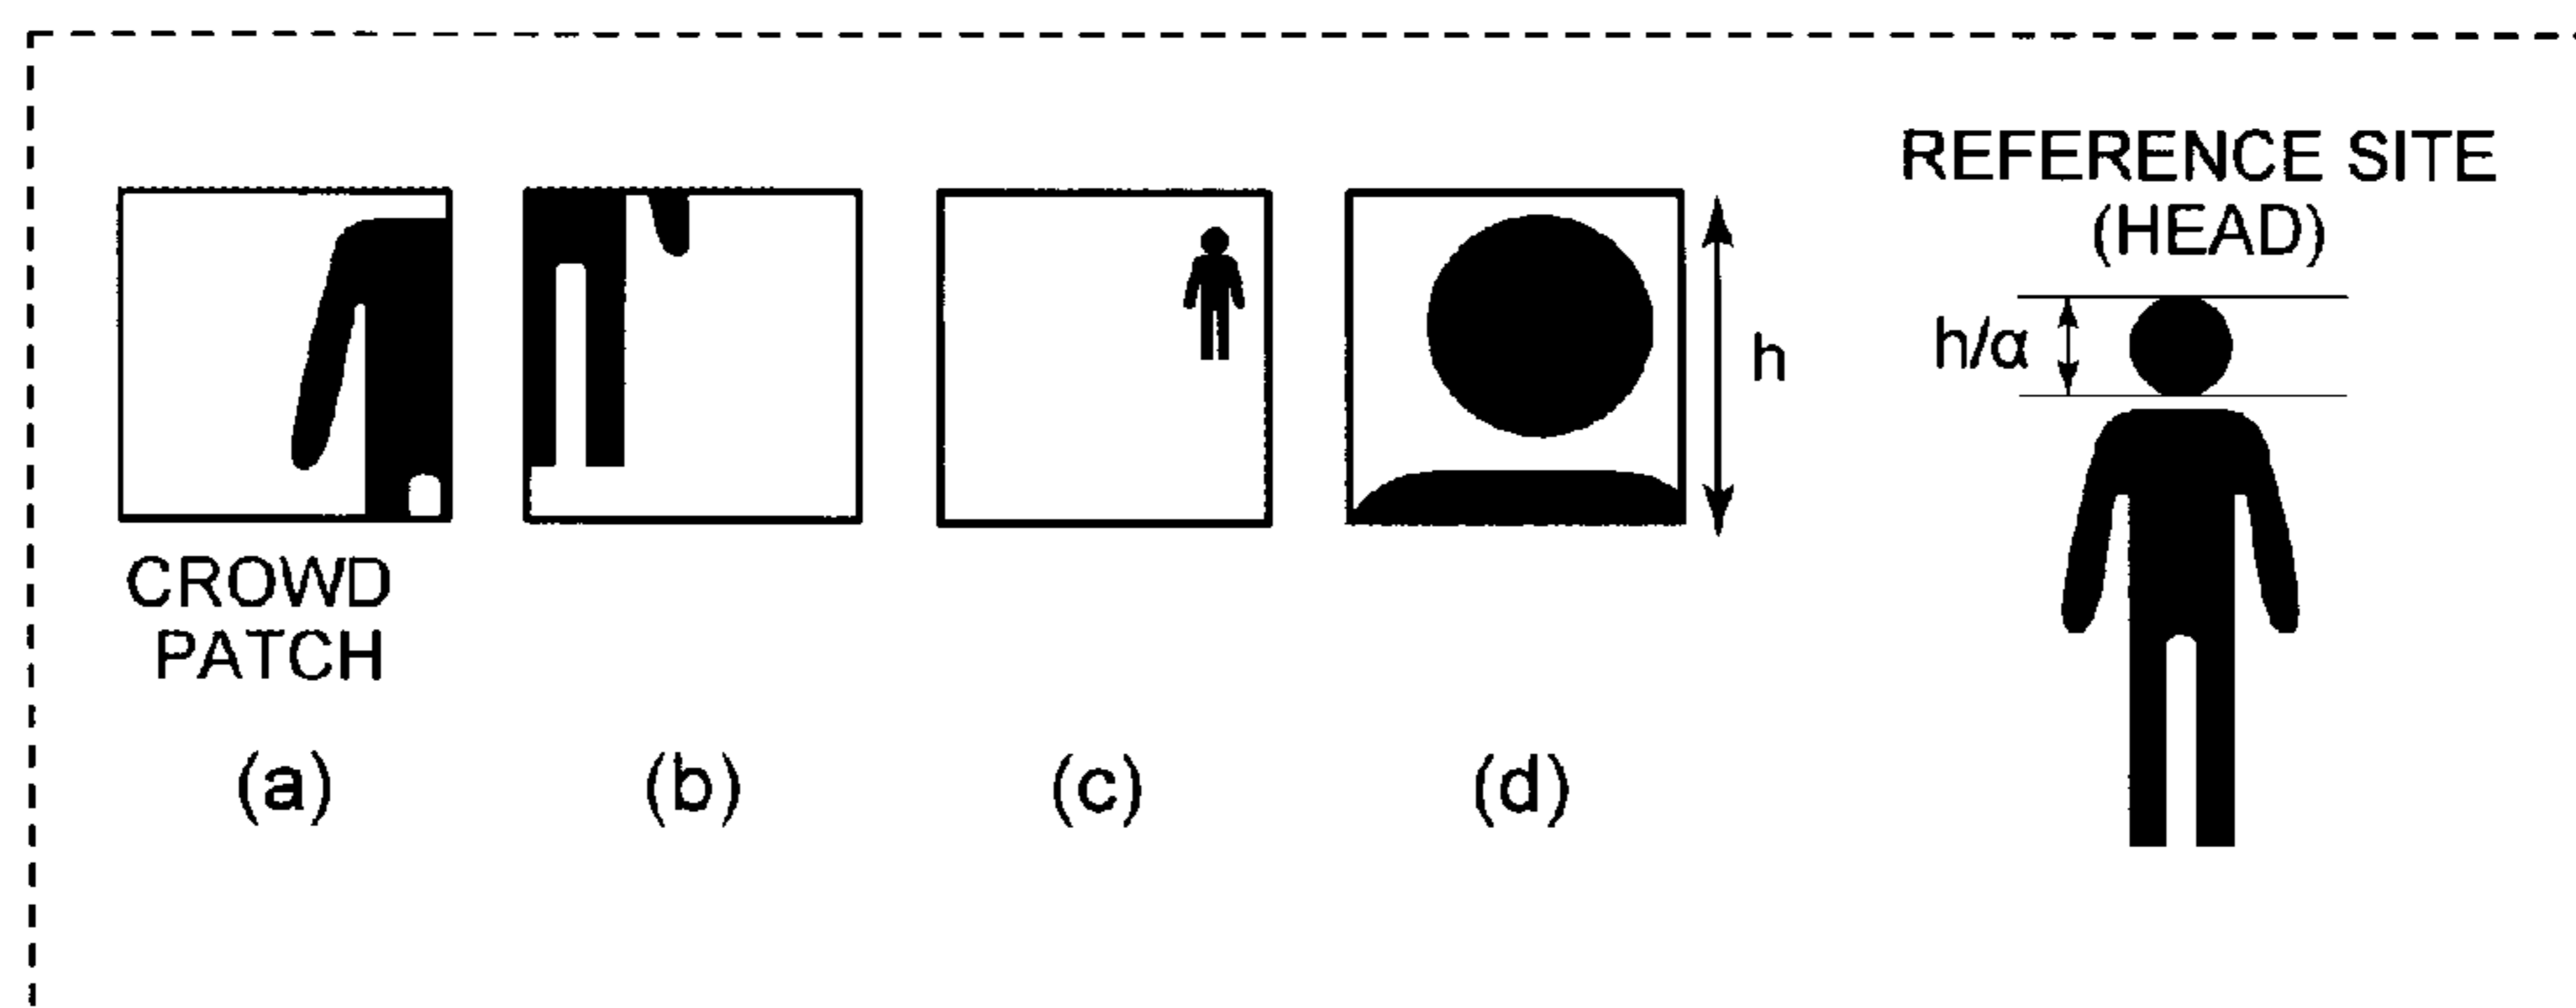 REFERENCE SITE
(HEAD)
h
h/α
CROWD
PATCH
(a)
(b)
(c)
(d)